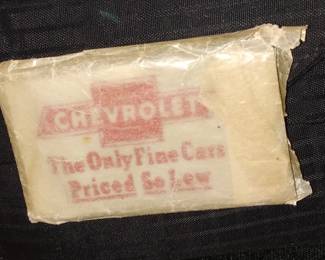 CHEVROLET
The Only Fine Cars
Priced So Low